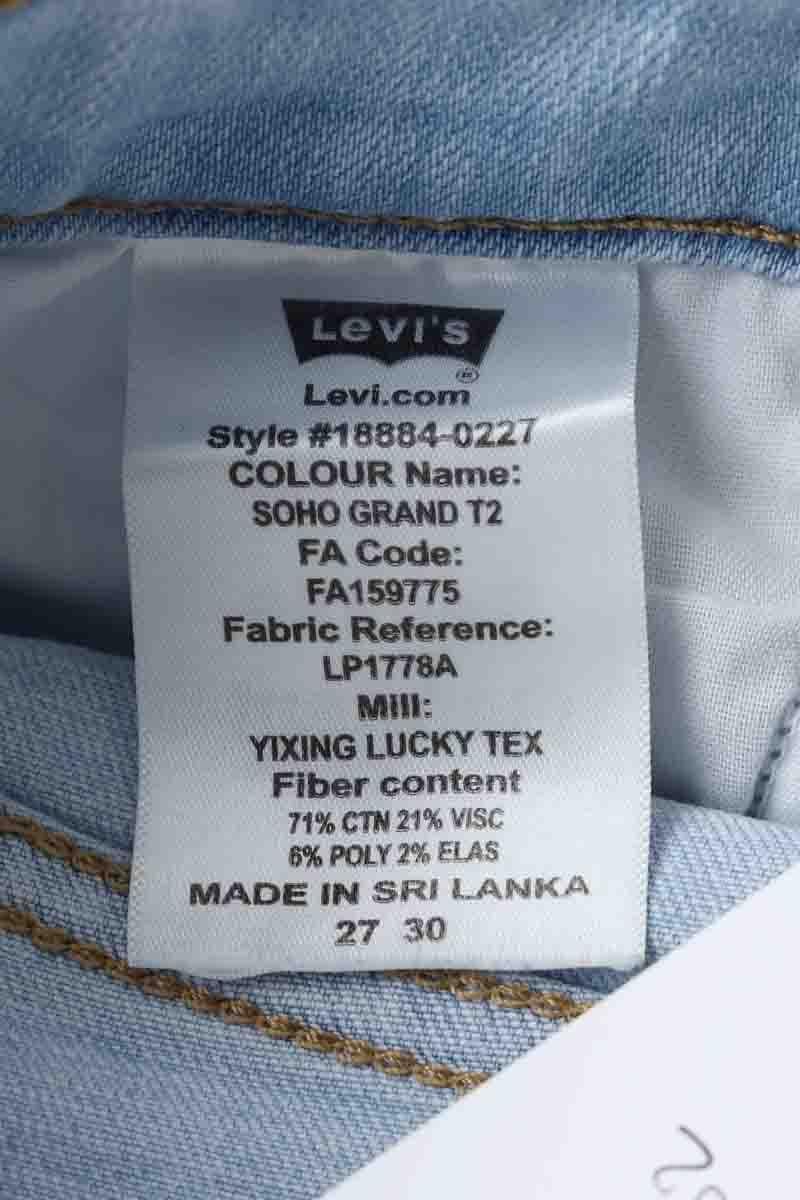 LEVI'S
®
Levi.com
Style #18884-0227
COLOUR Name:
SOHO GRAND T2
FA Code:
FA159775
Fabric Reference:
LP1778A
Mill:
YIXING LUCKY TEX
Fiber content
71% CTN 21% VISC
6% POLY 2% ELAS
MADE IN SRI LANKA
27 30